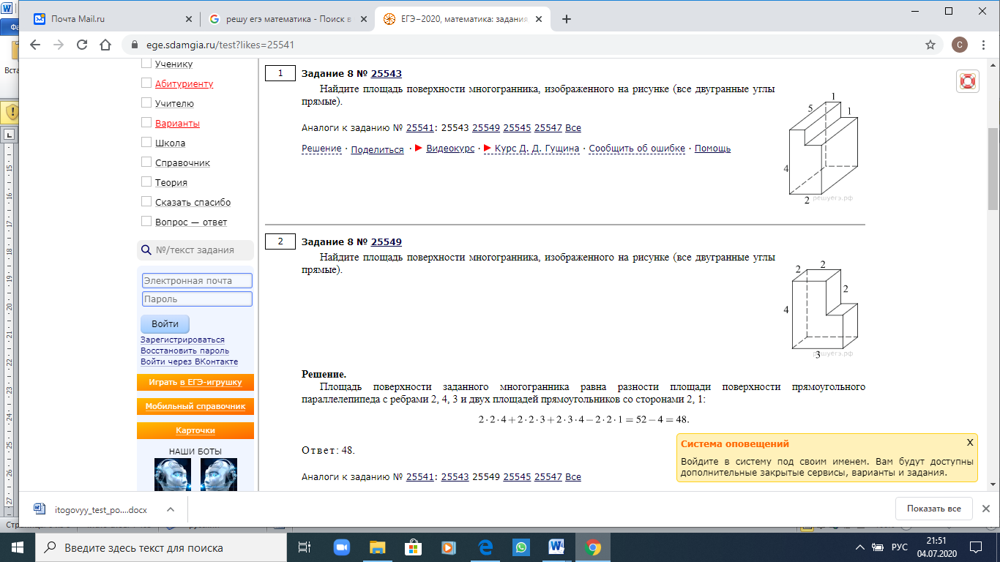 Почта Mail.ru
решу егэ математика - Поиск в
ЕГЭ–2020, математика: задания
ege.sdamgia.ru/test?likes=25541
С
Фа
Вста
Ученику
Абитуриенту
Учителю
Варианты
Школа
Справочник
Теория
Сказать спасибо
Вопрос — ответ
№/текст задания
Электронная почта
Пароль
Войти
Зарегистрироваться
Восстановить пароль
Войти через ВКонтакте
Играть в ЕГЭ-игрушку
Мобильный справочник
Карточки
НАШИ БОТЫ
1
Задание 8 № 25543
Найдите площадь поверхности многогранника, изображенного на рисунке (все двугранные углы
прямые).
Аналоги к заданию № 25541: 25543 25549 25545 25547 Все
Решение · Поделиться · Видеокурс · Курс Д. Д. Гущина · Сообщить об ошибке · Помощь
1
5
1
4
2
решуегэ.рф
2
Задание 8 № 25549
Найдите площадь поверхности многогранника, изображенного на рисунке (все двугранные углы
прямые).
2
2
2
4
3
решуегэ.рф
Решение.
Площадь поверхности заданного многогранника равна разности площади поверхности прямоугольного
параллелепипеда с ребрами 2, 4, 3 и двух площадей прямоугольников со сторонами 2, 1:
2 · 2 · 4 + 2 · 2 · 3 + 2 · 3 · 4 − 2 · 2 · 1 = 52 − 4 = 48.
Ответ: 48.
Аналоги к заданию № 25541: 25543 25549 25545 25547 Все
Система оповещений
X
Войдите в систему под своим именем. Вам будут доступны
дополнительные закрытые сервисы, варианты и задания.
itogovyy_test_po....docx
Показать все
Введите здесь текст для поиска
РУС
21:51
04.07.2020